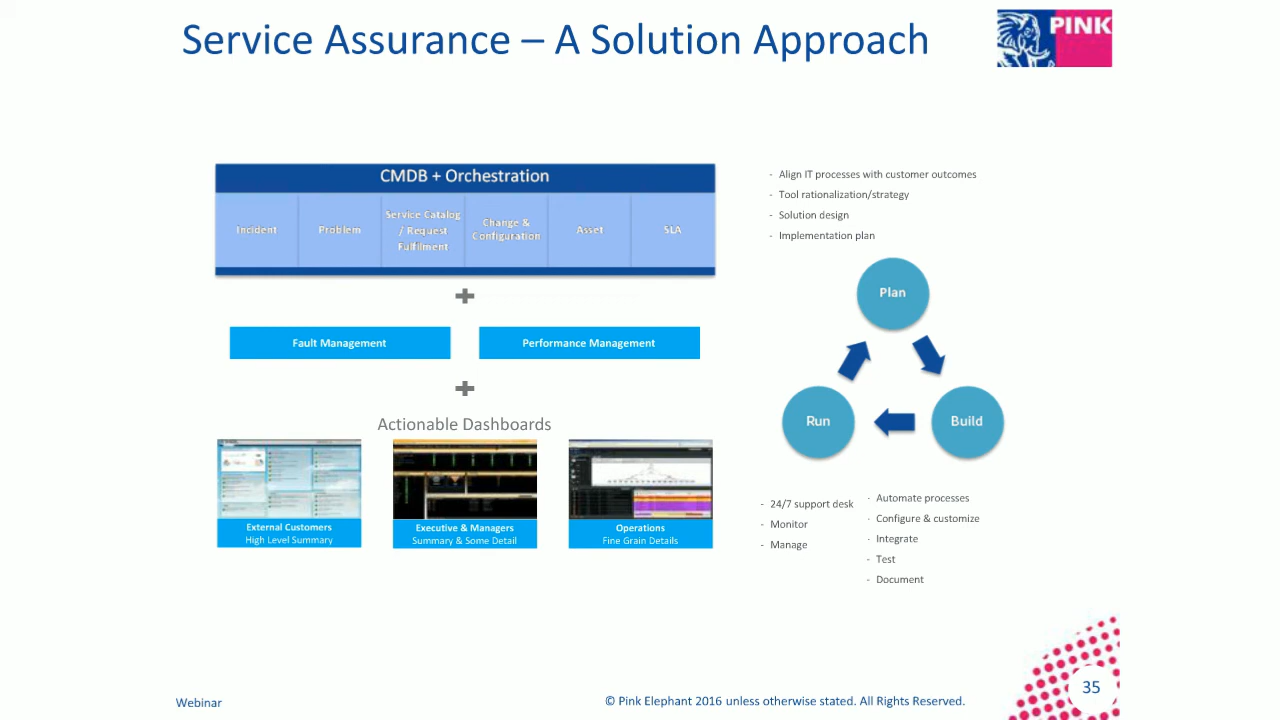 Service Assurance – A Solution Approach
PINK
CMDB + Orchestration
Incident
Problem
Service Catalog
/ Request
Fulfilment
Change &
Configuration
Asset
SLA
Fault Management
Performance Management
Actionable Dashboards
External Customers
High Level Summary
Executive & Managers
Summary & Some Detail
Operations
Fine Grain Details
- Align IT processes with customer outcomes
- Tool rationalization/strategy
- Solution design
- Implementation plan
Plan
Run
Build
- 24/7 support desk
- Monitor
- Manage
- Automate processes
- Configure & customize
- Integrate
- Test
- Document
Webinar
© Pink Elephant 2016 unless otherwise stated. All Rights Reserved.
35